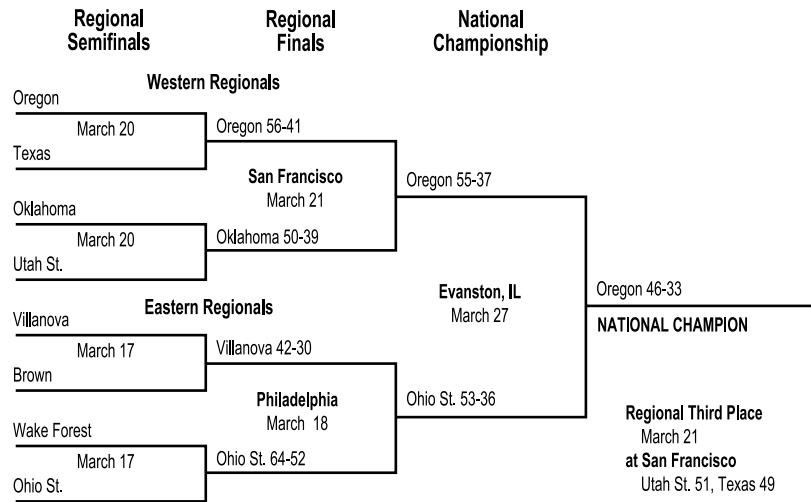 Regional
Semifinals
Regional
Finals
National
Championship
Western Regionals
Oregon
March 20
Texas
Oregon 56-41
San Francisco
March 21
Oklahoma
March 20
Utah St.
Oklahoma 50-39
Oregon 55-37
Eastern Regionals
Villanova
March 17
Brown
Villanova 42-30
Philadelphia
March 18
Wake Forest
March 17
Ohio St.
Ohio St. 64-52
Ohio St. 53-36
Evanston, IL
March 27
Oregon 46-33
NATIONAL CHAMPION
Regional Third Place
March 21
at San Francisco
Utah St. 51, Texas 49